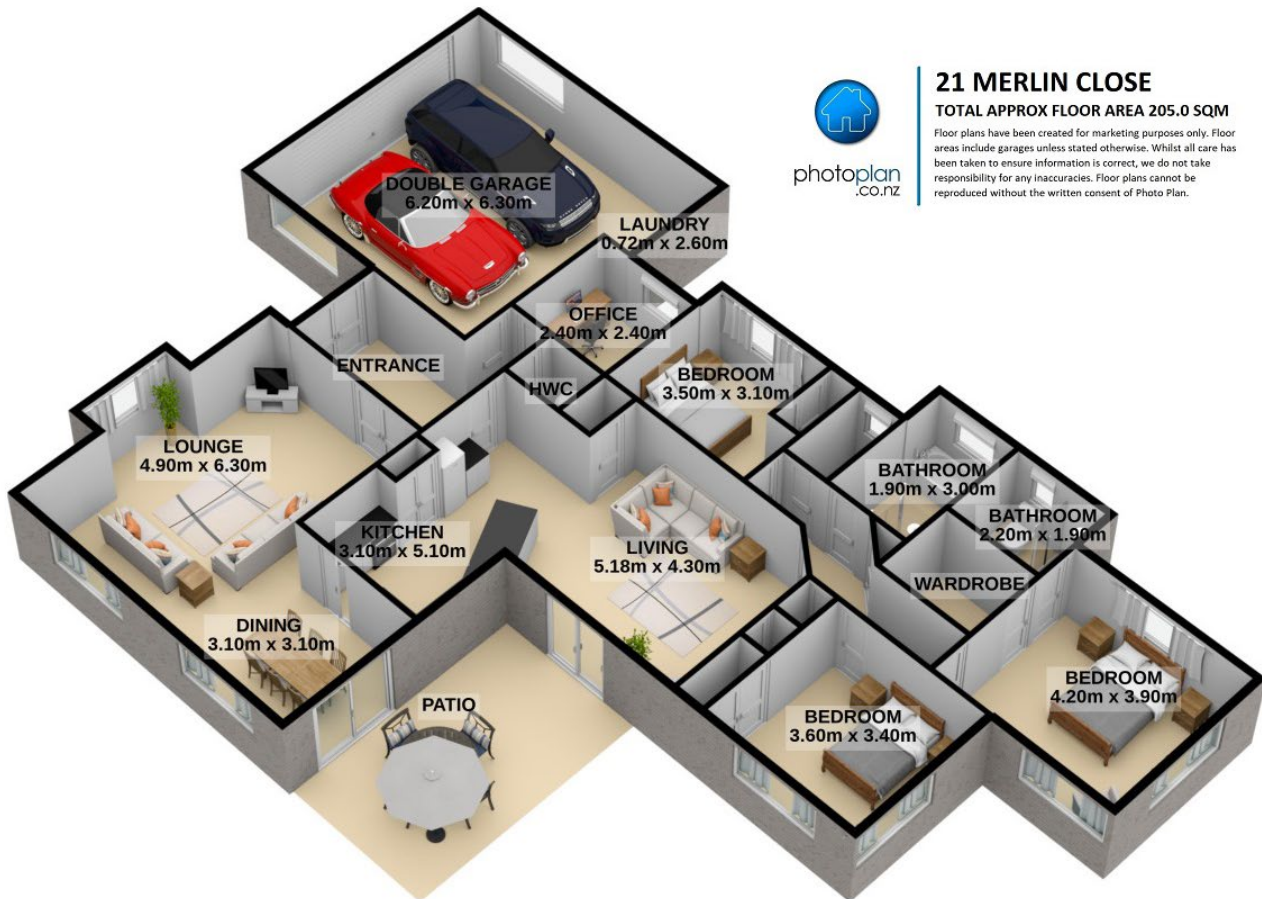 photoplan
.co.nz
21 MERLIN CLOSE
TOTAL APPROX FLOOR AREA 205.0 SQM
Floor plans have been created for marketing purposes only. Floor
areas include garages unless stated otherwise. Whilst all care has
been taken to ensure information is correct, we do not take
responsibility for any inaccuracies. Floor plans cannot be
reproduced without the written consent of Photo Plan.
DOUBLE GARAGE
6.20m x 6.30m
LAUNDRY
0.72m x 2.60m
OFFICE
2.40m x 2.40m
ENTRANCE
HWC
BEDROOM
3.50m x 3.10m
LOUNGE
4.90m x 6.30m
BATHROOM
1.90m x 3.00m
BATHROOM
2.20m x 1.90m
KITCHEN
3.10m x 5.10m
LIVING
5.18m x 4.30m
WARDROBE
DINING
3.10m x 3.10m
BEDROOM
4.20m x 3.90m
PATIO
BEDROOM
3.60m x 3.40m